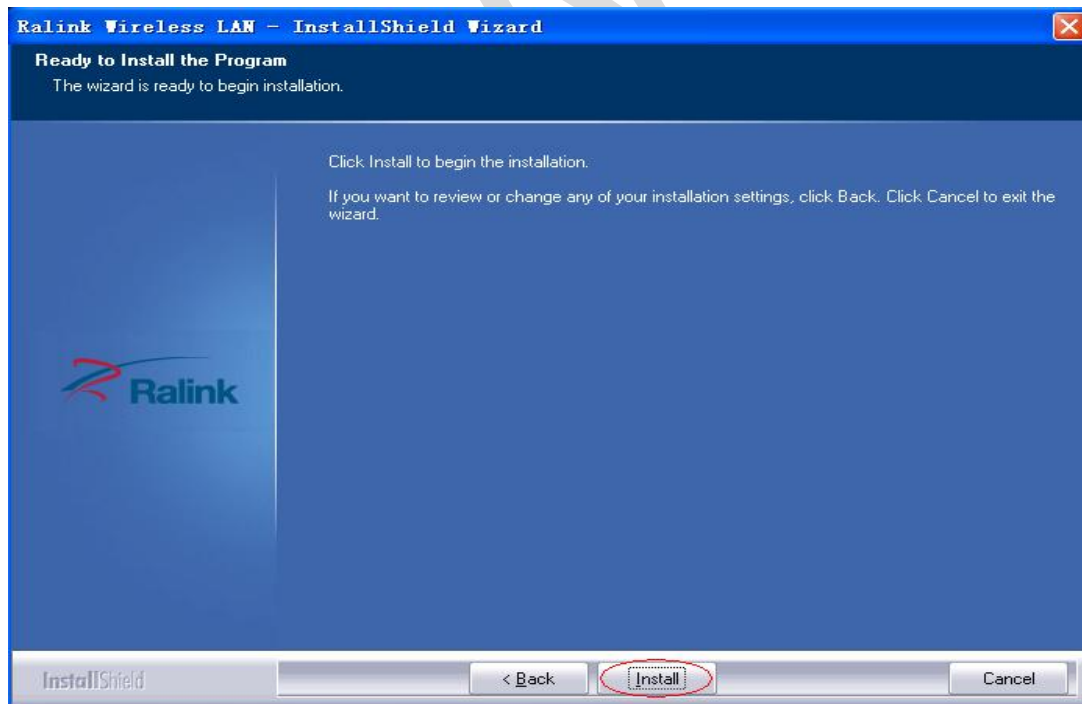 Ralink Wireless LAN - InstallShield Wizard
Ready to Install the Program
The wizard is ready to begin installation.
Click Install to begin the installation.
If you want to review or change any of your installation settings, click Back. Click Cancel to exit the
wizard.
Ralink
InstallShield
< Back
Install
Cancel